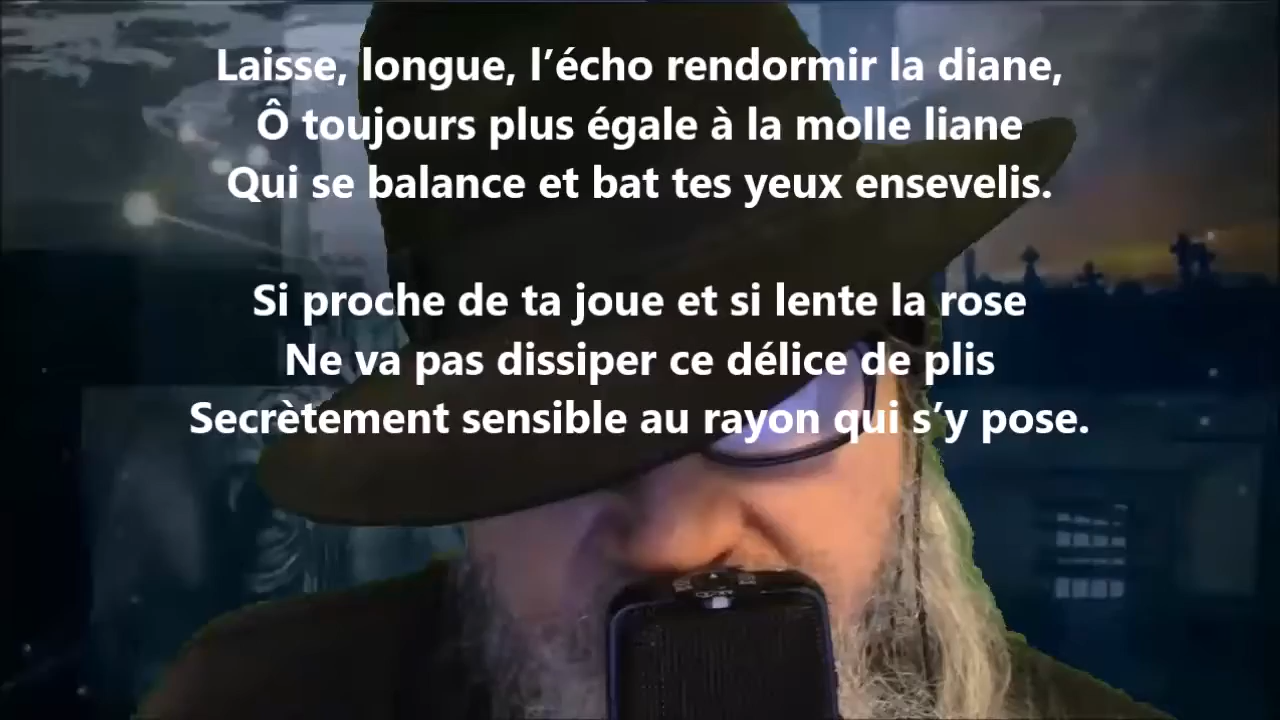 Laisse, longue, l’écho rendormir la diane,
Ô toujours plus égale à la molle liane
Qui se balance et bat tes yeux ensevelis.
Si proche de ta joue et si lente la rose
Ne va pas dissiper ce délice de plis
Secrètement sensible au rayon qui s’y pose.